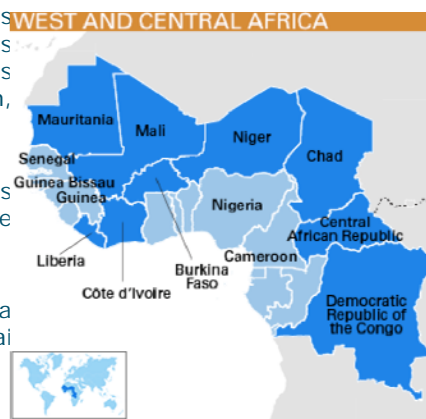 s
WEST AND CENTRAL AFRICA
s
s
n,
Mauritania
Mali
Niger
Chad
Senegal
Guinea Bissau
Guinea
s
e
Nigeria
Central
African Republic
Liberia
Cameroon
Burkina
Faso
Côte d'Ivoire
Democratic
Republic of
the Congo
a
ai